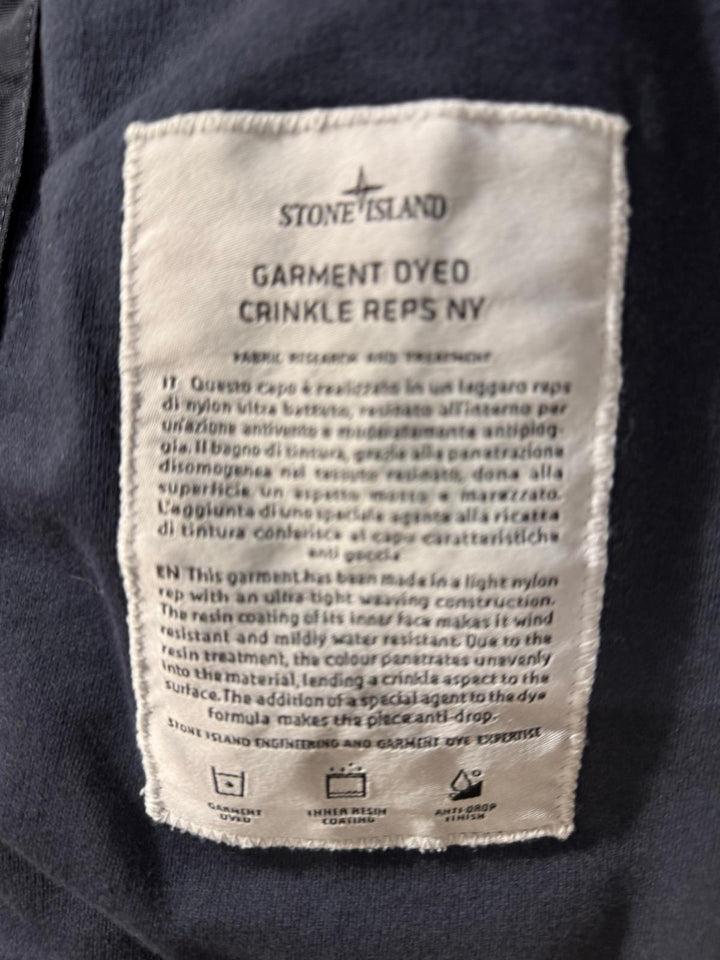 STONE ISLAND
GARMENT DYED
CRINKLE REPS NY
FABRIC RESEARCH AND TREATMENT
IT Questo capo è realizzato in un leggero reps
di nylon ultra battuto, resinato all'interno per
un'azione antivento e moderatamente antipiog-
gia. Il bagno di tintura, grazie alla penetrazione
disomogenea nel tessuto resinato, dona alla
superficie un aspetto mosso e marezzato.
L'aggiunta di uno speciale agente alla ricetta
di tintura conferisce al capo caratteristiche
anti goccia
EN This garment has been made in a light nylon
rep with an ultra tight weaving construction.
The resin coating of its inner face makes it wind
resistant and mildly water resistant. Due to the
resin treatment, the colour penetrates unevenly
into the material, lending a crinkle aspect to the
surface. The addition of a special agent to the dye
formula makes the piece anti-drop.
STONE ISLAND ENGINEERING AND GARMENT DYE EXPERTISE
GARMENT
DYED
INNER RESIN
COATING
ANTI-DROP
FINISH